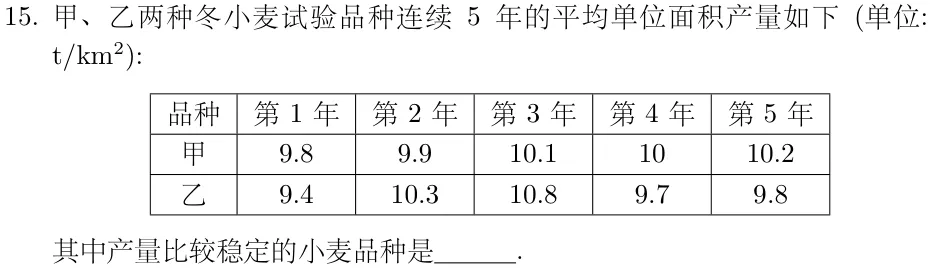 15. 甲、乙两种冬小麦试验品种连续 5 年的平均单位面积产量如下 (单位:
t/km²):
品种 第 1 年 第 2 年 第 3 年 第 4 年 第 5 年
甲 9.8 9.9 10.1 10 10.2
乙 9.4 10.3 10.8 9.7 9.8
其中产量比较稳定的小麦品种是______.